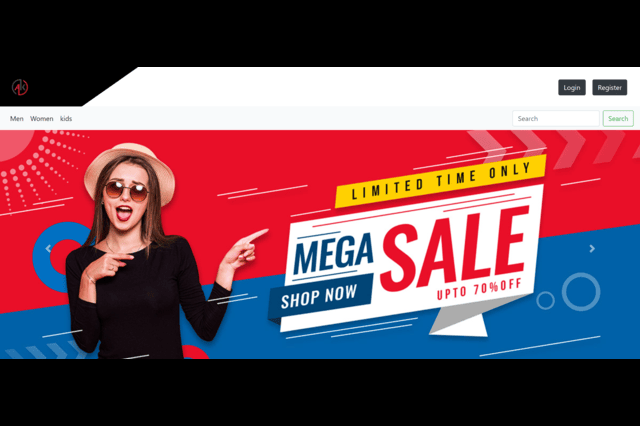 Login Register
Men Women kids
Search Search
LIMITED TIME ONLY
MEGA SALE
SHOP NOW
UPTO 70% OFF